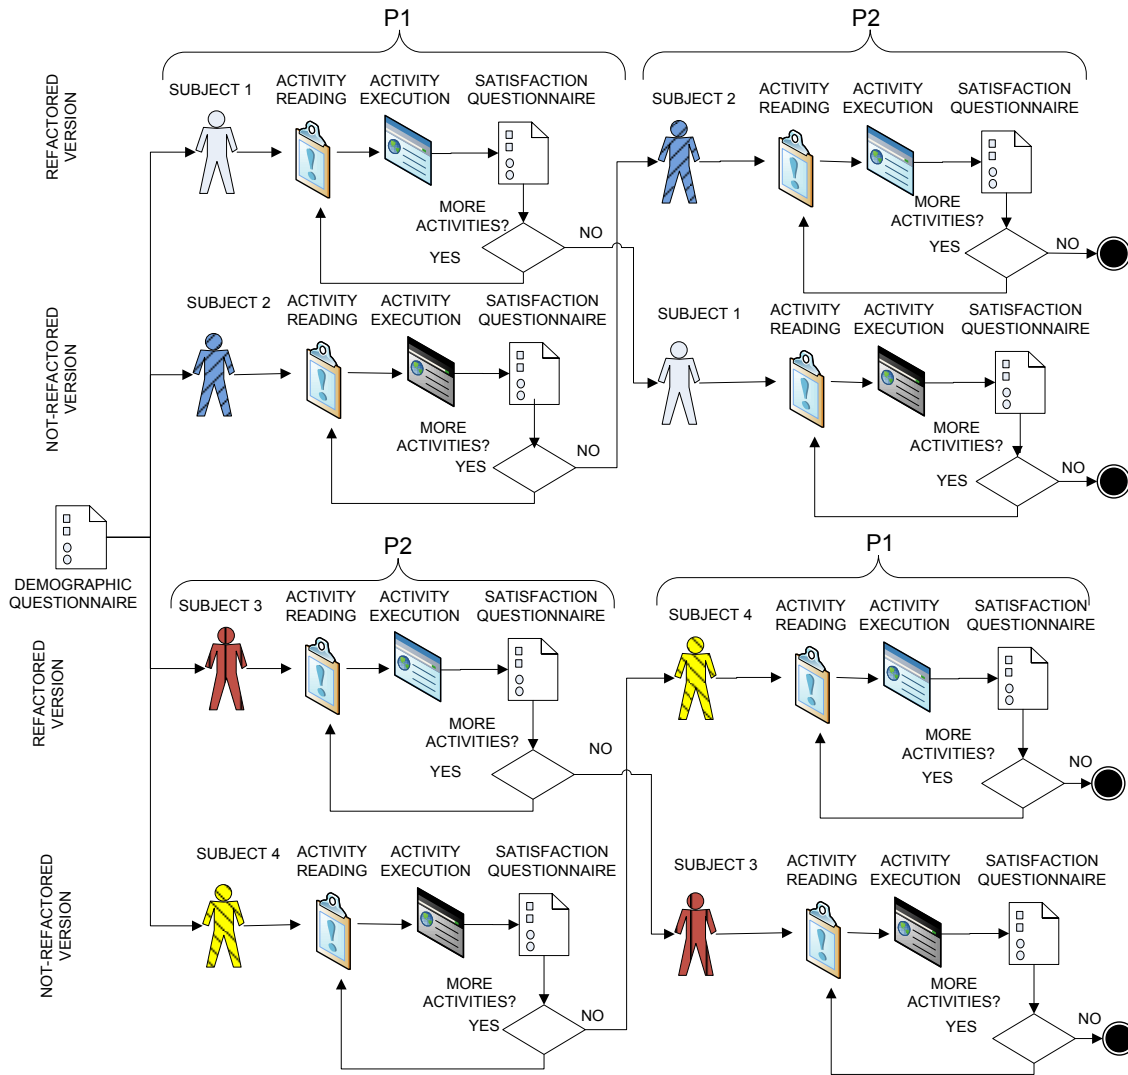 P1
P2
REFACTORED
VERSION
SUBJECT 1
ACTIVITY
READING
ACTIVITY
EXECUTION
SATISFACTION
QUESTIONNAIRE
MORE
ACTIVITIES?
YES
NO
SUBJECT 2
ACTIVITY
READING
ACTIVITY
EXECUTION
SATISFACTION
QUESTIONNAIRE
MORE
ACTIVITIES?
YES
NO
NOT-REFACTORED
VERSION
SUBJECT 2
ACTIVITY
READING
ACTIVITY
EXECUTION
SATISFACTION
QUESTIONNAIRE
MORE
ACTIVITIES?
YES
NO
SUBJECT 1
ACTIVITY
READING
ACTIVITY
EXECUTION
SATISFACTION
QUESTIONNAIRE
MORE
ACTIVITIES?
YES
NO
DEMOGRAPHIC
QUESTIONNAIRE
P2
P1
REFACTORED
VERSION
SUBJECT 3
ACTIVITY
READING
ACTIVITY
EXECUTION
SATISFACTION
QUESTIONNAIRE
MORE
ACTIVITIES?
YES
NO
SUBJECT 4
ACTIVITY
READING
ACTIVITY
EXECUTION
SATISFACTION
QUESTIONNAIRE
MORE
ACTIVITIES?
YES
NO
NOT-REFACTORED
VERSION
SUBJECT 4
ACTIVITY
READING
ACTIVITY
EXECUTION
SATISFACTION
QUESTIONNAIRE
MORE
ACTIVITIES?
YES
NO
SUBJECT 3
ACTIVITY
READING
ACTIVITY
EXECUTION
SATISFACTION
QUESTIONNAIRE
MORE
ACTIVITIES?
YES
NO